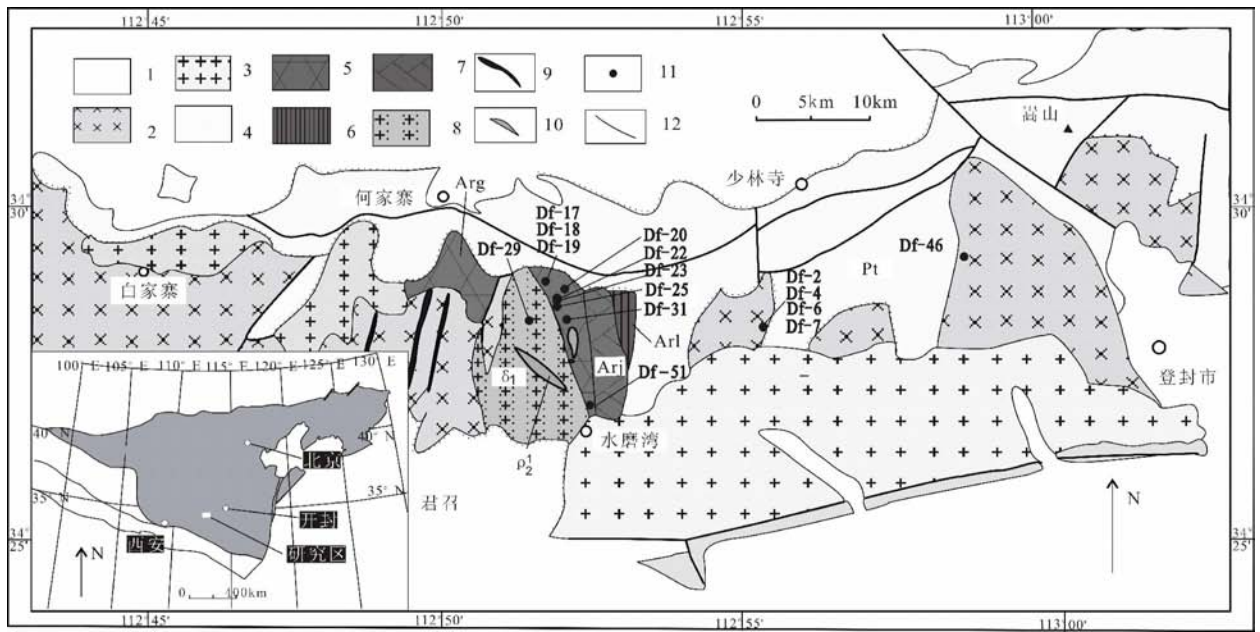 112°45′ 112°50′ 112°55′ 113°00′
1 3 5 7 9 11
2 4 6 8 10 12
0 5km 10km
嵩山
少林寺
何家寨
Arg
34°
30′
34°
30′
Df-17
Df-18
Df-19
Df-29
Df-20
Df-22
Df-23
Df-25
Df-31
Df-46
Pt
Df-2
Df-4
Df-6
Df-7
白家寨
Arl
Arj
Df-51
δ1
登封市
水磨湾
ρ₂¹
君召
100° E 105° E 110° E 115° E 120° E 125° E 130° E
40° N
40° N
35° N
35° N
北京
开封
西安
研究区
N
0 400km
N
34°
25′
34°
25′
112°45′ 112°50′ 112°55′ 113°00′